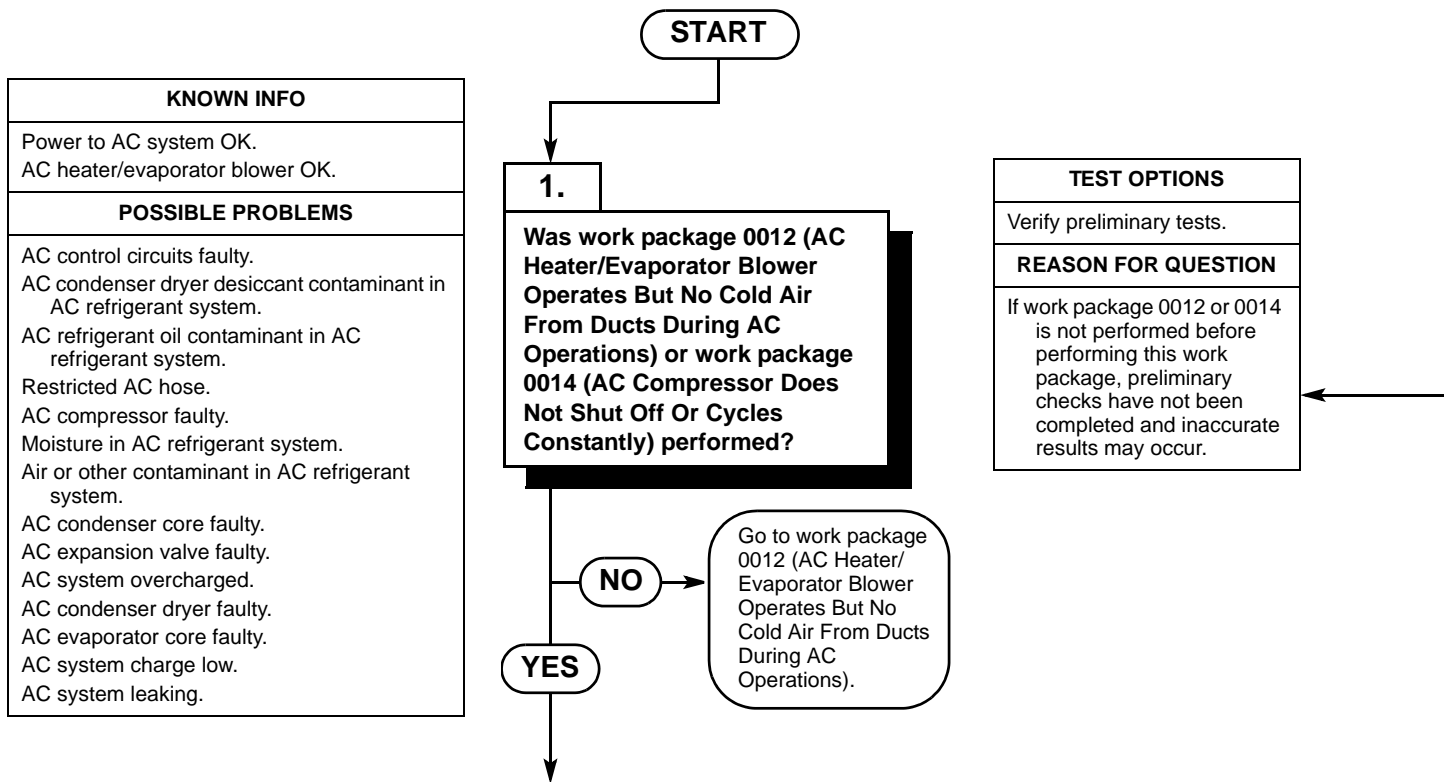 START
KNOWN INFO
Power to AC system OK.
AC heater/evaporator blower OK.
POSSIBLE PROBLEMS
AC control circuits faulty.
AC condenser dryer desiccant contaminant in
AC refrigerant system.
AC refrigerant oil contaminant in AC
refrigerant system.
Restricted AC hose.
AC compressor faulty.
Moisture in AC refrigerant system.
Air or other contaminant in AC refrigerant
system.
AC condenser core faulty.
AC expansion valve faulty.
AC system overcharged.
AC condenser dryer faulty.
AC evaporator core faulty.
AC system charge low.
AC system leaking.
1.
Was work package 0012 (AC
Heater/Evaporator Blower
Operates But No Cold Air
From Ducts During AC
Operations) or work package
0014 (AC Compressor Does
Not Shut Off Or Cycles
Constantly) performed?
TEST OPTIONS
Verify preliminary tests.
REASON FOR QUESTION
If work package 0012 or 0014
is not performed before
performing this work
package, preliminary
checks have not been
completed and inaccurate
results may occur.
NO
Go to work package
0012 (AC Heater/
Evaporator Blower
Operates But No
Cold Air From Ducts
During AC
Operations).
YES